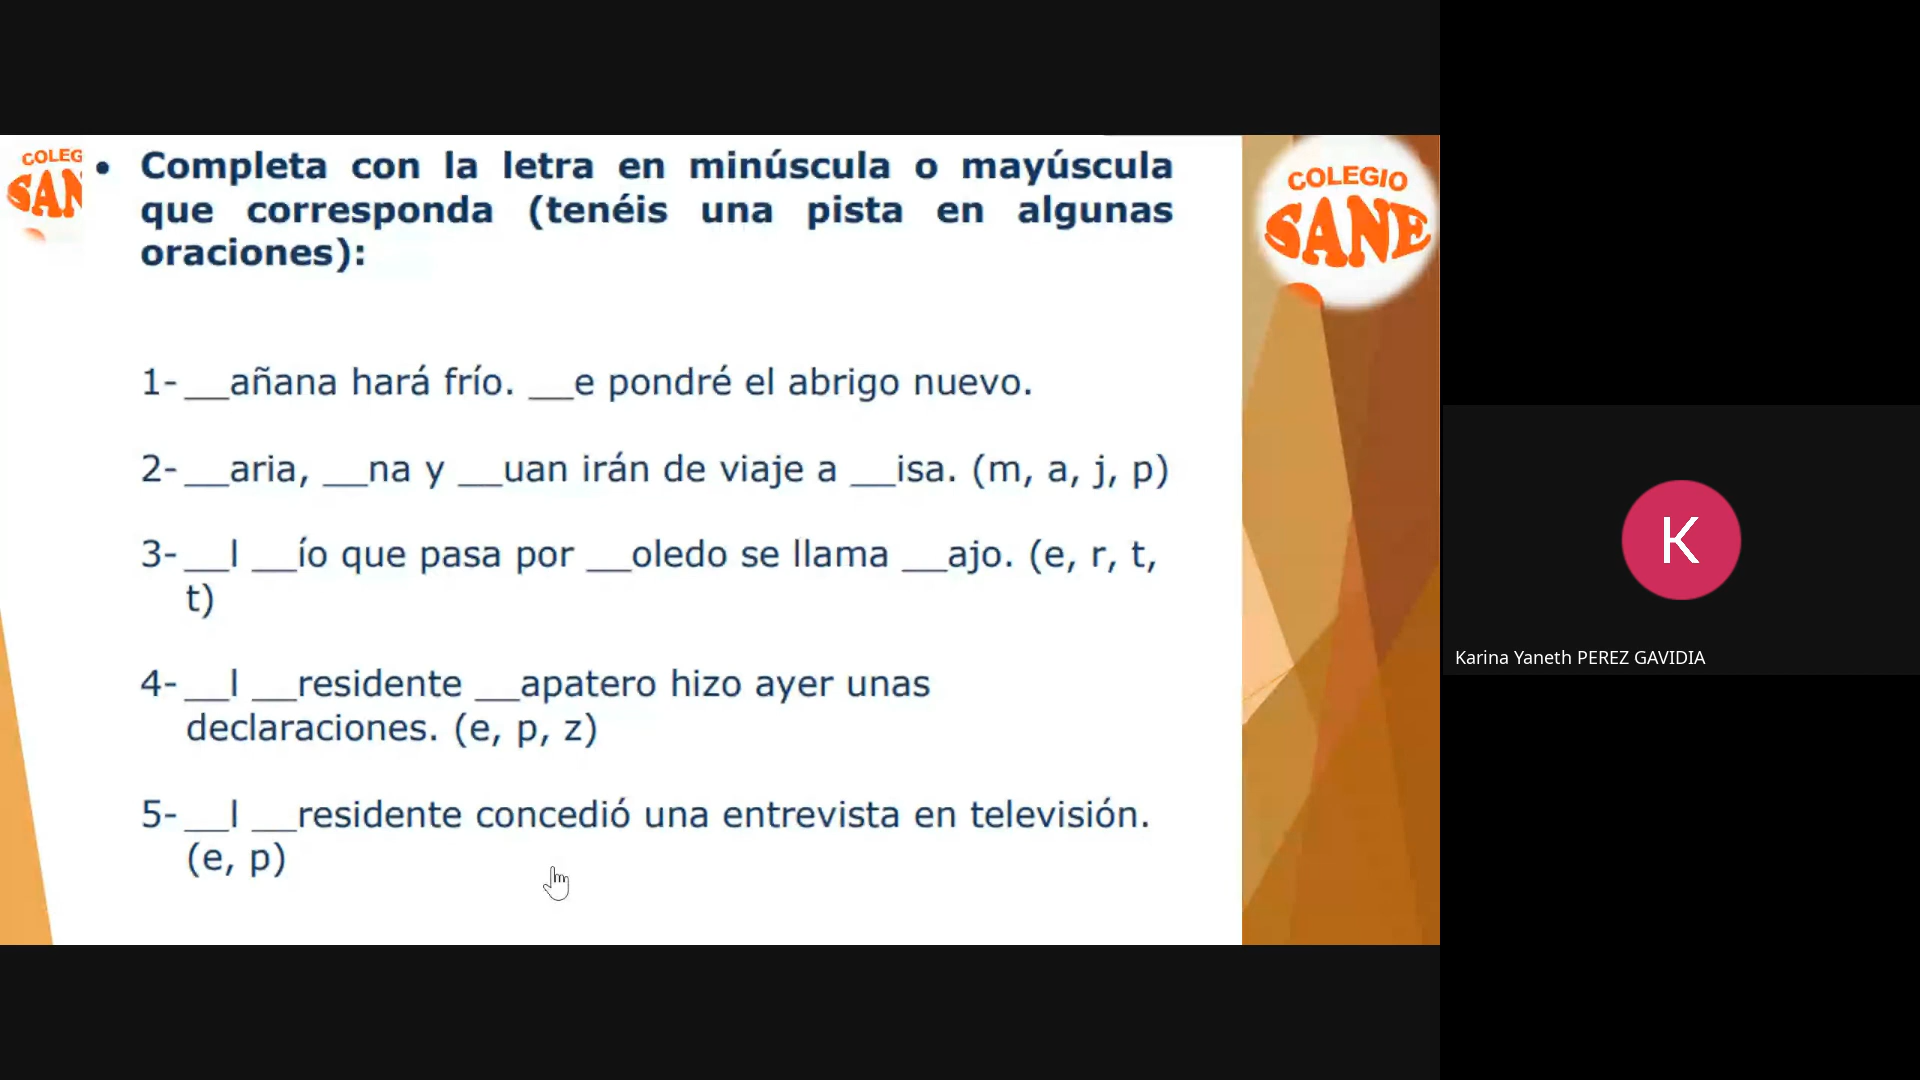 COLEG
SAN
• Completa con la letra en minúscula o mayúscula
que corresponda (tenéis una pista en algunas
oraciones):
COLEGIO
SANE
1- __añana hará frío. __e pondré el abrigo nuevo.
2- __aria, __na y __uan irán de viaje a __isa. (m, a, j, p)
3- __l __ío que pasa por __oledo se llama __ajo. (e, r, t,
t)
4- __l __residente __apatero hizo ayer unas
declaraciones. (e, p, z)
5- __l __residente concedió una entrevista en televisión.
(e, p)
K
Karina Yaneth PEREZ GAVIDIA